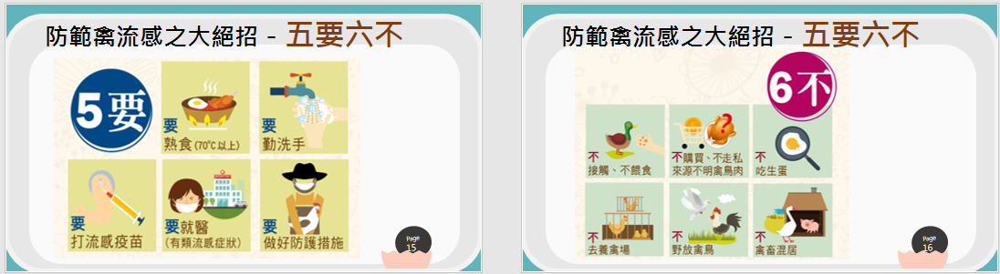 防範禽流感之大絕招 - 五要六不
5要
要
熟食(70°C以上)
要
勤洗手
要
打流感疫苗
要就醫
(有類流感症狀)
要
做好防護措施
Page
15
防範禽流感之大絕招 - 五要六不
6不
不
接觸、不餵食
不購買、不走私
來源不明禽鳥肉
不
吃生蛋
不
去養禽場
不
野放禽鳥
不
禽畜混居
Page
16